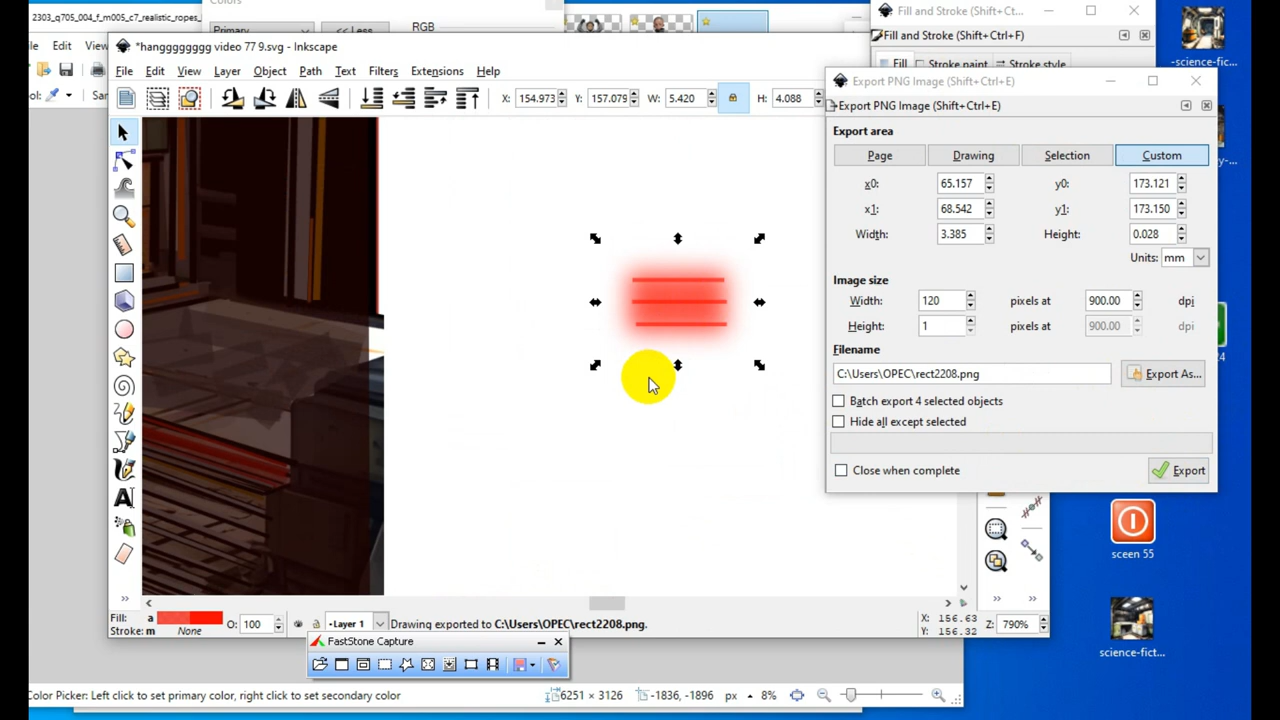 2303_q705_004_f_m005_c7_realistic_ropes_
Colors
Primary
<< Less
RGB
Fill and Stroke (Shift+Ct...
Fill and Stroke (Shift+Ctrl+F)
Fill
Stroke paint
Stroke style
-science-fic...
Edit
View
*hangggggggg video 77 9.svg - Inkscape
File Edit View Layer Object Path Text Filters Extensions Help
X: 154.973 Y: 157.079 W: 5.420 H: 4.088
Export PNG Image (Shift+Ctrl+E)
Export PNG Image (Shift+Ctrl+E)
Export area
Page Drawing Selection Custom
x0: 65.157 y0: 173.121
x1: 68.542 y1: 173.150
Width: 3.385 Height: 0.028
Units: mm
Image size
Width: 120 pixels at 900.00 dpi
Height: 1 pixels at 900.00 dpi
Filename
C:\Users\OPEC\rect2208.png Export As...
Batch export 4 selected objects
Hide all except selected
Close when complete Export
sceen 55
science-fict...
Fill: a
Stroke: m None
O: 100
Layer 1
Drawing exported to C:\Users\OPEC\rect2208.png.
X: 156.63
Y: 156.32
Z: 790%
FastStone Capture
Color Picker: Left click to set primary color, right click to set secondary color
6251 × 3126
-1836, -1896
px
8%